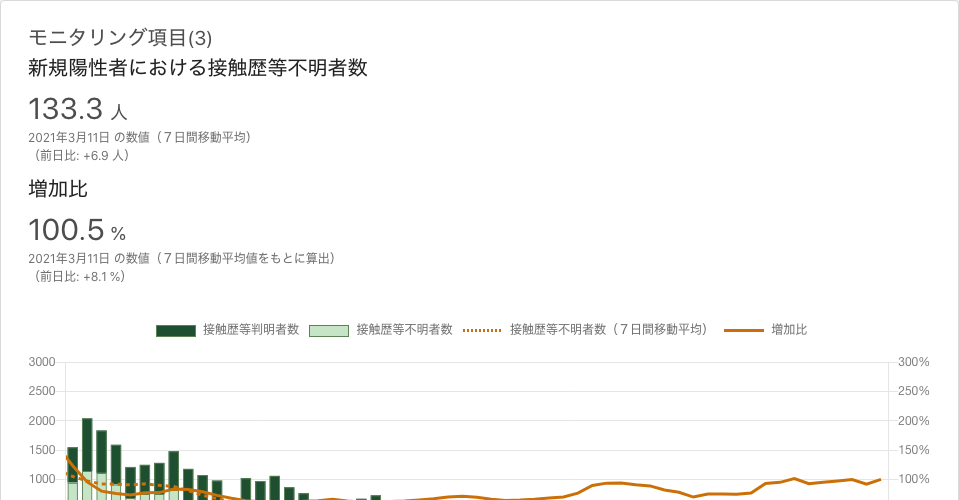 モニタリング項目(3)
新規陽性者における接触歴等不明者数
133.3 人
2021年3月11日 の数値（７日間移動平均）
（前日比: +6.9 人）
増加比
100.5 %
2021年3月11日 の数値（７日間移動平均値をもとに算出）
（前日比: +8.1 %）
接触歴等判明者数 接触歴等不明者数 接触歴等不明者数（７日間移動平均） 増加比
3000 300%
2500 250%
2000 200%
1500 150%
1000 100%